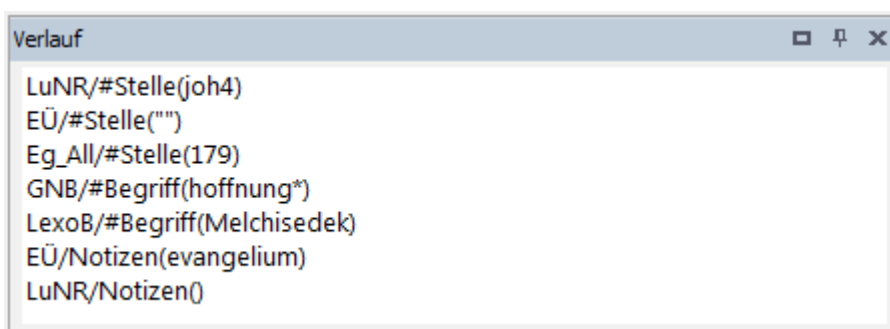 Verlauf
LuNR/#Stelle(joh4)
EÜ/#Stelle("")
Eg_All/#Stelle(179)
GNB/#Begriff(hoffnung*)
LexoB/#Begriff(Melchisedek)
EÜ/Notizen(evangelium)
LuNR/Notizen()